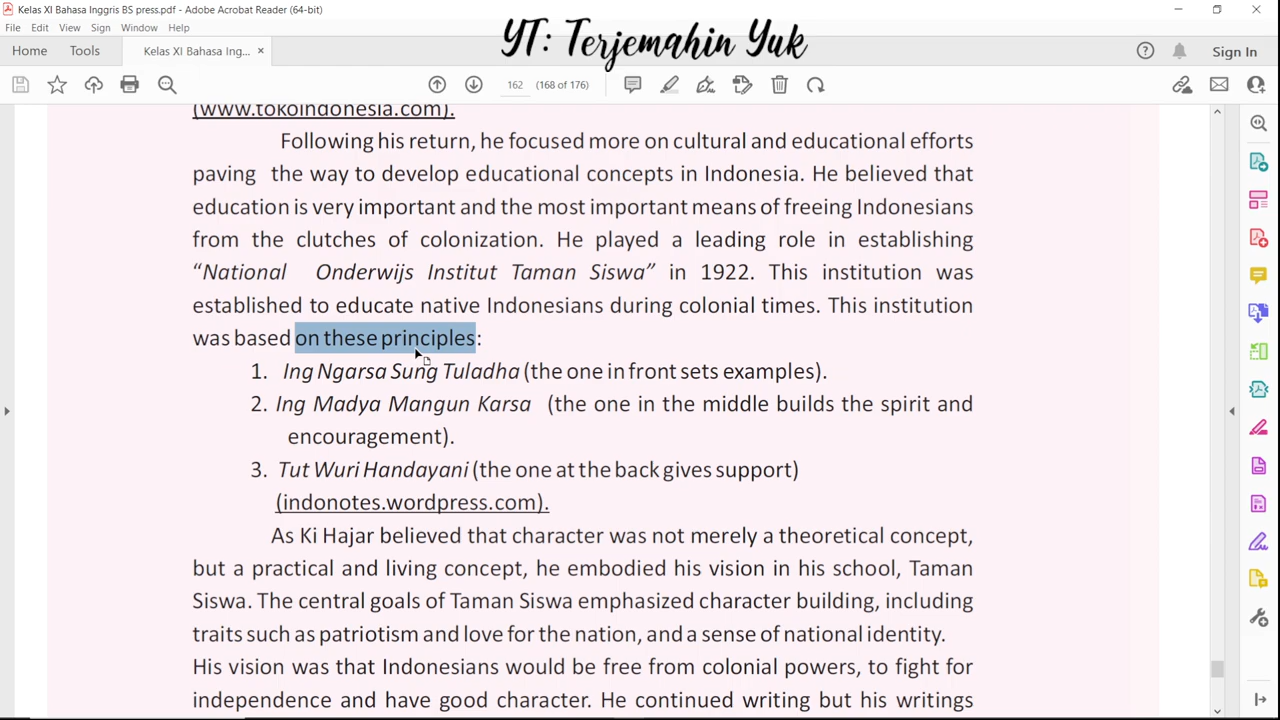 Kelas XI Bahasa Inggris BS press.pdf - Adobe Acrobat Reader (64-bit)
File Edit View Sign Window Help
YT: Terjemahin Yuk
Home Tools Kelas XI Bahasa Ing... × Sign In
162 (168 of 176)
(www.tokoindonesia.com).
Following his return, he focused more on cultural and educational efforts
paving the way to develop educational concepts in Indonesia. He believed that
education is very important and the most important means of freeing Indonesians
from the clutches of colonization. He played a leading role in establishing
“National Onderwijs Institut Taman Siswa” in 1922. This institution was
established to educate native Indonesians during colonial times. This institution
was based on these principles:
1. Ing Ngarsa Sung Tuladha (the one in front sets examples).
2. Ing Madya Mangun Karsa (the one in the middle builds the spirit and
encouragement).
3. Tut Wuri Handayani (the one at the back gives support)
(indonotes.wordpress.com).
As Ki Hajar believed that character was not merely a theoretical concept,
but a practical and living concept, he embodied his vision in his school, Taman
Siswa. The central goals of Taman Siswa emphasized character building, including
traits such as patriotism and love for the nation, and a sense of national identity.
His vision was that Indonesians would be free from colonial powers, to fight for
independence and have good character. He continued writing but his writings